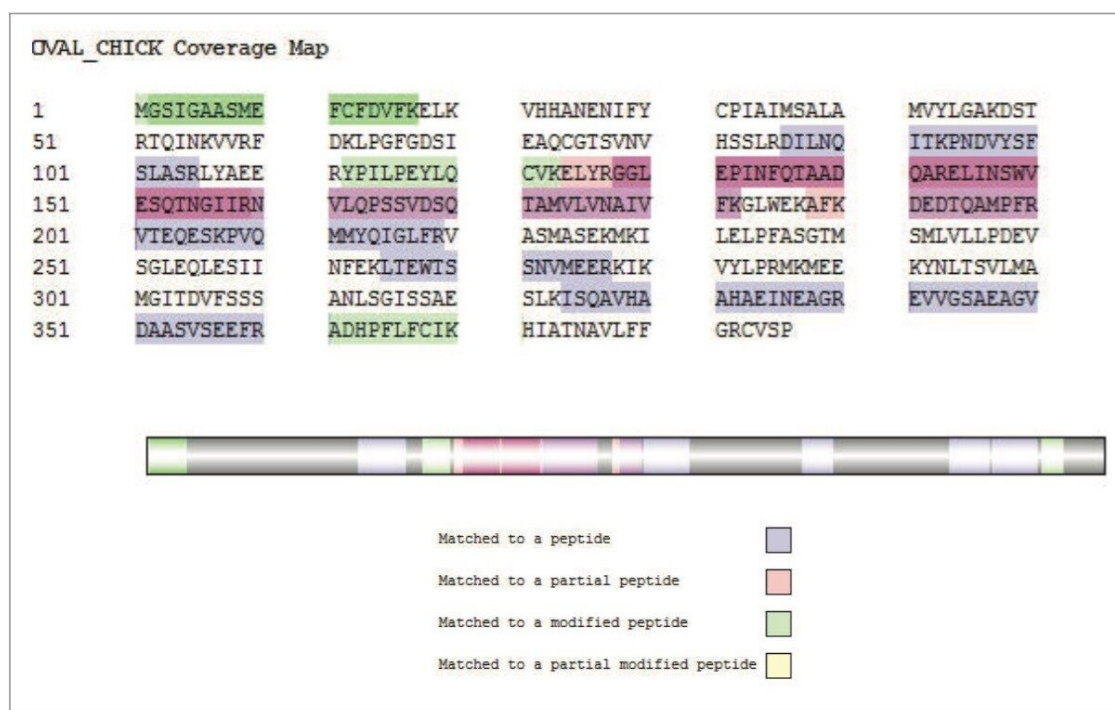 OVAL_CHICK Coverage Map
1 MGSIGAASME FCFDVFKELK VHHANENIFY CPIAIMSALA MVYLGAKDST
51 RTQINKVVRF DKLPGFGDSI EAQCGTSVNV HSSLRDILNQ ITKPNDVYSF
101 SLASRLYAEE RYPILPEYLQ CVKELYRGGL EPINFQTAAD QARELINSWV
151 ESQTNGIIRN VLQPSSVDSQ TAMVLVNAIV FKGLWEKAFK DEDTQAMPFR
201 VTEQESKPVQ MMYQIGLFRV ASMASEKMKI LELPFASGTM SMLVLLPDEV
251 SGLEQLESII NFEKLTEWTS SNVMEERKIK VYLPRMKMEE KYNLTSVLMA
301 MGITDVFSSS ANLSGISSAE SLKISQAVHA AHAEINEAGR EVVGSAEAGV
351 DAASVSEEFR ADHPFLFCIK HIATNAVLFF GRCVSP
Matched to a peptide
Matched to a partial peptide
Matched to a modified peptide
Matched to a partial modified peptide